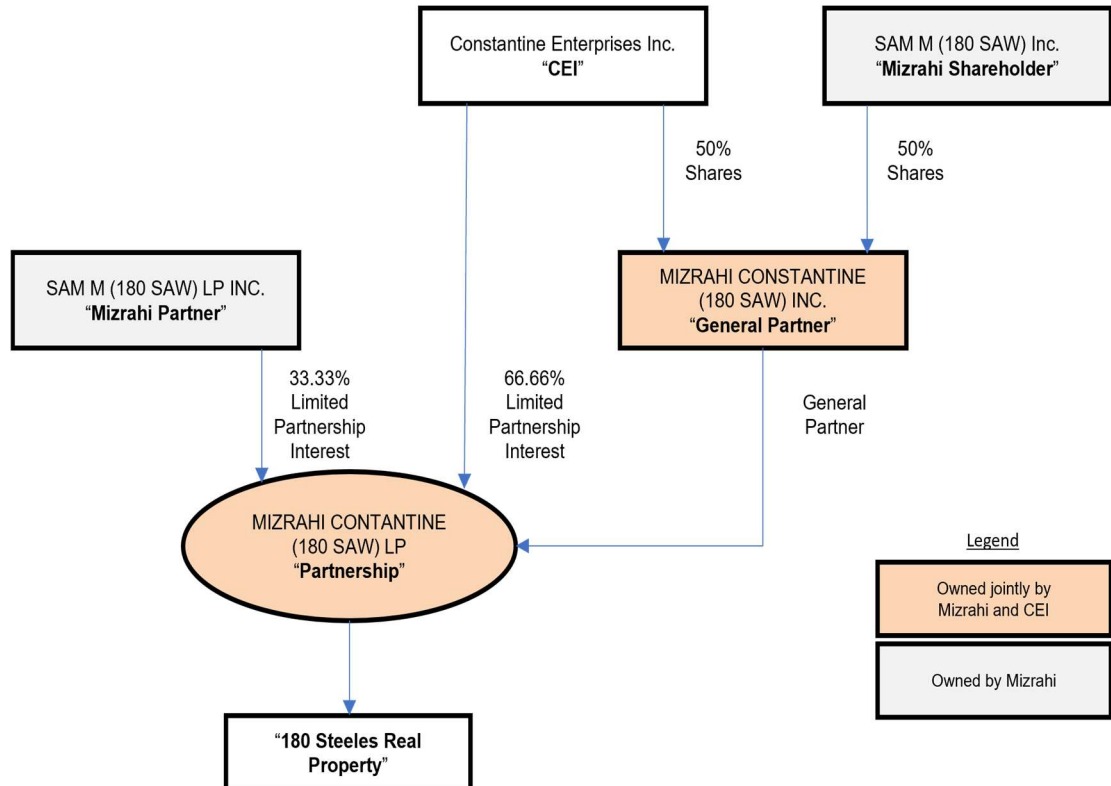 Constantine Enterprises Inc.
“CEI”
SAM M (180 SAW) Inc.
“Mizrahi Shareholder”
50%
Shares
50%
Shares
SAM M (180 SAW) LP INC.
“Mizrahi Partner”
MIZRAHI CONSTANTINE
(180 SAW) INC.
“General Partner”
33.33%
Limited
Partnership
Interest
66.66%
Limited
Partnership
Interest
General
Partner
MIZRAHI CONTANTINE
(180 SAW) LP
“Partnership”
Legend
Owned jointly by
Mizrahi and CEI
Owned by Mizrahi
“180 Steeles Real
Property”